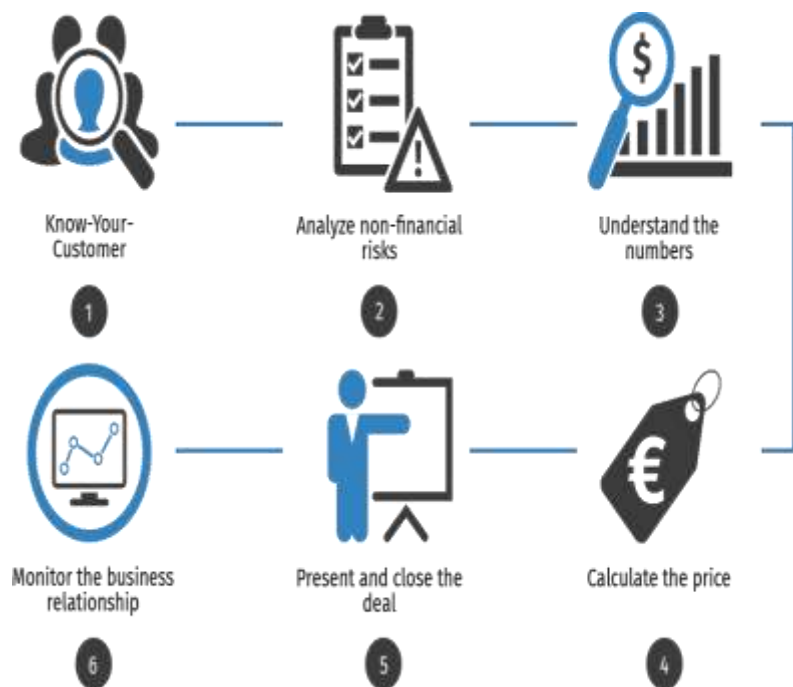 $
Know-Your-
Customer
1
Analyze non-financial
risks
2
Understand the
numbers
3
€
Calculate the price
4
Present and close the
deal
5
Monitor the business
relationship
6